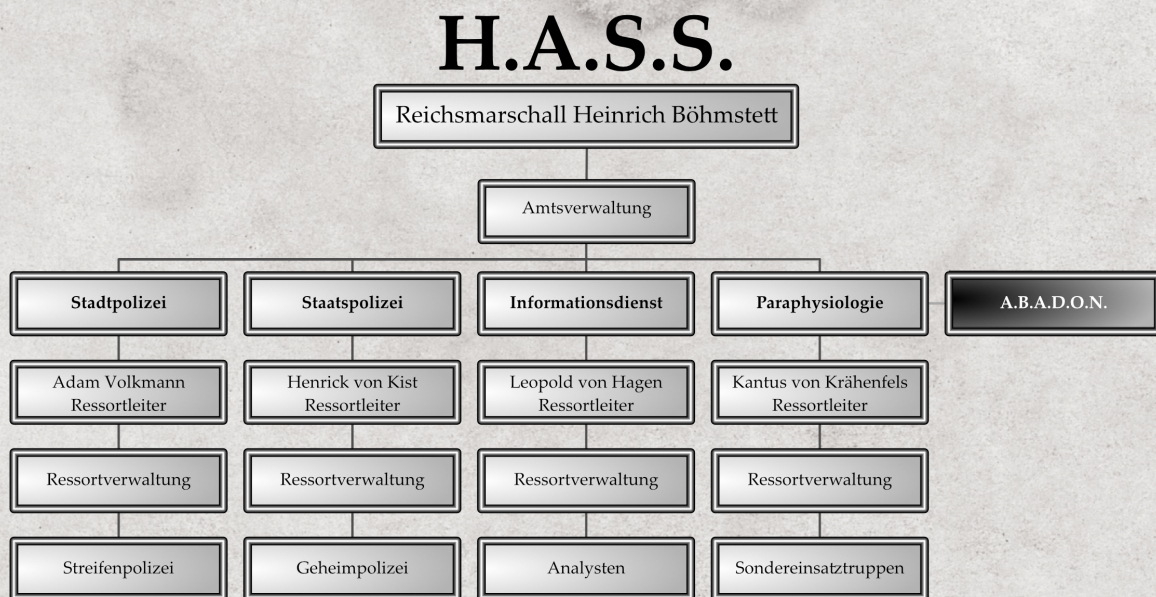 H.A.S.S.
Reichsmarschall Heinrich Böhmstett
Amtsverwaltung
Stadtpolizei
Staatspolizei
Informationsdienst
Paraphysiologie
A.B.A.D.O.N.
Adam Volkmann
Ressortleiter
Henrick von Kist
Ressortleiter
Leopold von Hagen
Ressortleiter
Kantus von Krähenfels
Ressortleiter
Ressortverwaltung
Ressortverwaltung
Ressortverwaltung
Ressortverwaltung
Streifenpolizei
Geheimpolizei
Analysten
Sondereinsatztruppen